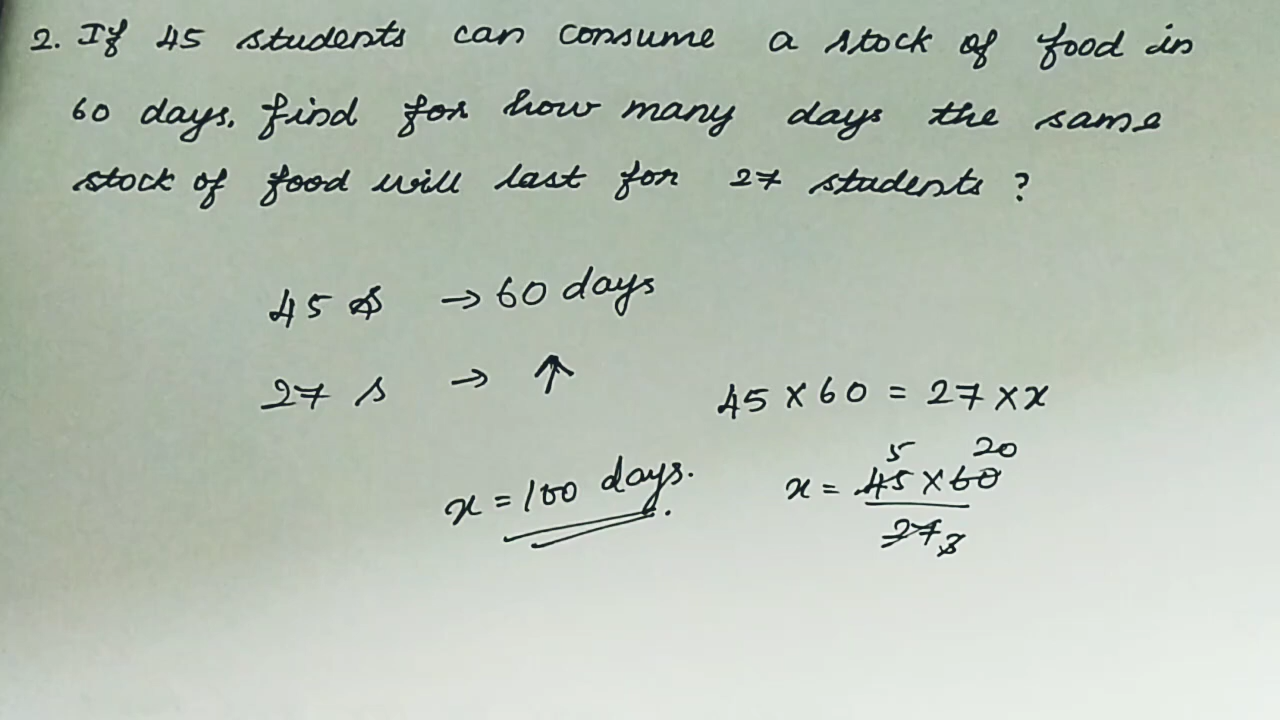 2. If 45 students can consume a stock of food in
60 days. find for how many days the same
stock of food will last for 27 students ?
45 s → 60 days
27 s → ↑
45 × 60 = 27 × x
5 20
x = 45 × 60
27 3
x = 100 days.